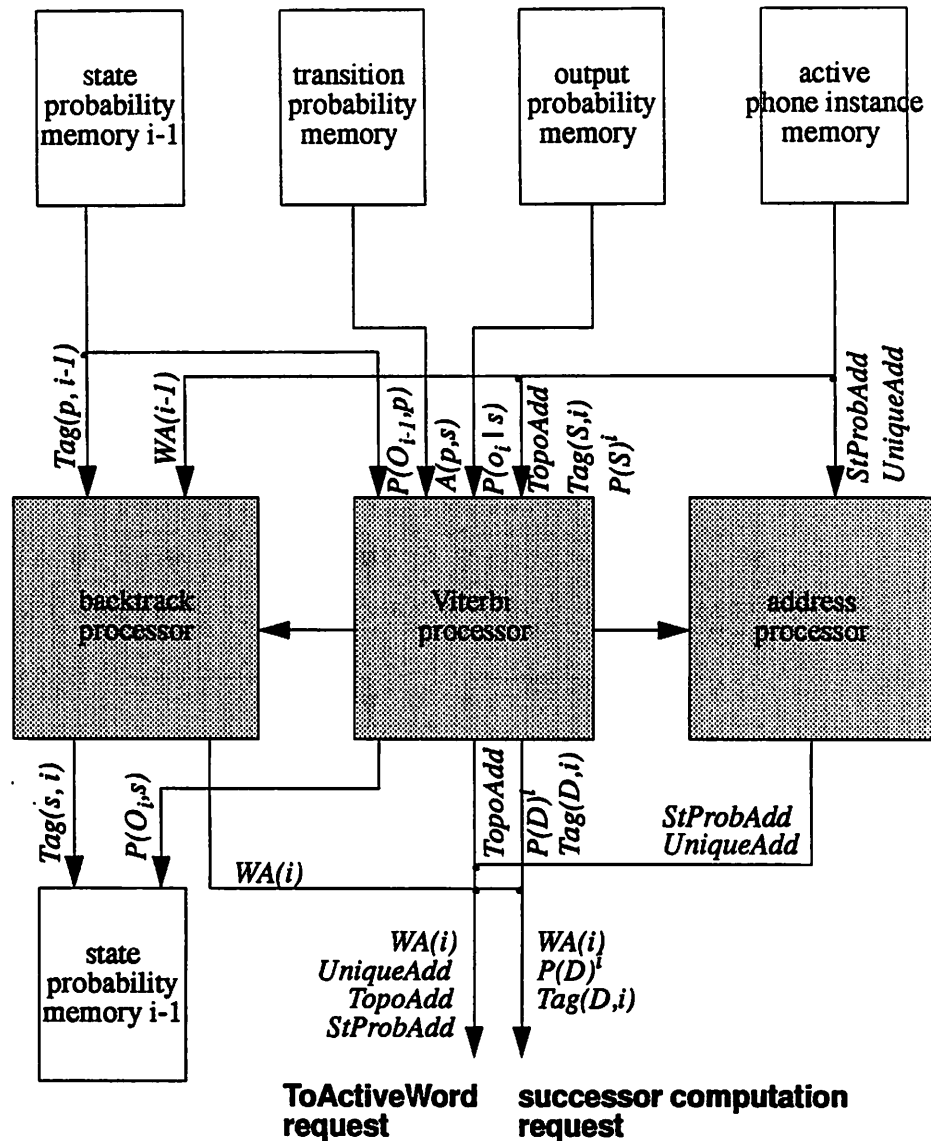 state
probability
memory i-1
transition
probability
memory
output
probability
memory
active
phone instance
memory
Tag(p, i-1)
WA(i-1)
P(O_{i-1},p)
A(p,s)
P(o_i | s)
TopoAdd
Tag(S,i)
P(S)^i
StProbAdd
UniqueAdd
backtrack
processor
Viterbi
processor
address
processor
Tag(s, i)
P(O_i,s)
WA(i)
TopoAdd
P(D)^i
Tag(D,i)
StProbAdd
UniqueAdd
state
probability
memory i-1
WA(i)
UniqueAdd
TopoAdd
StProbAdd
WA(i)
P(D)^i
Tag(D,i)
ToActiveWord
request
successor computation
request